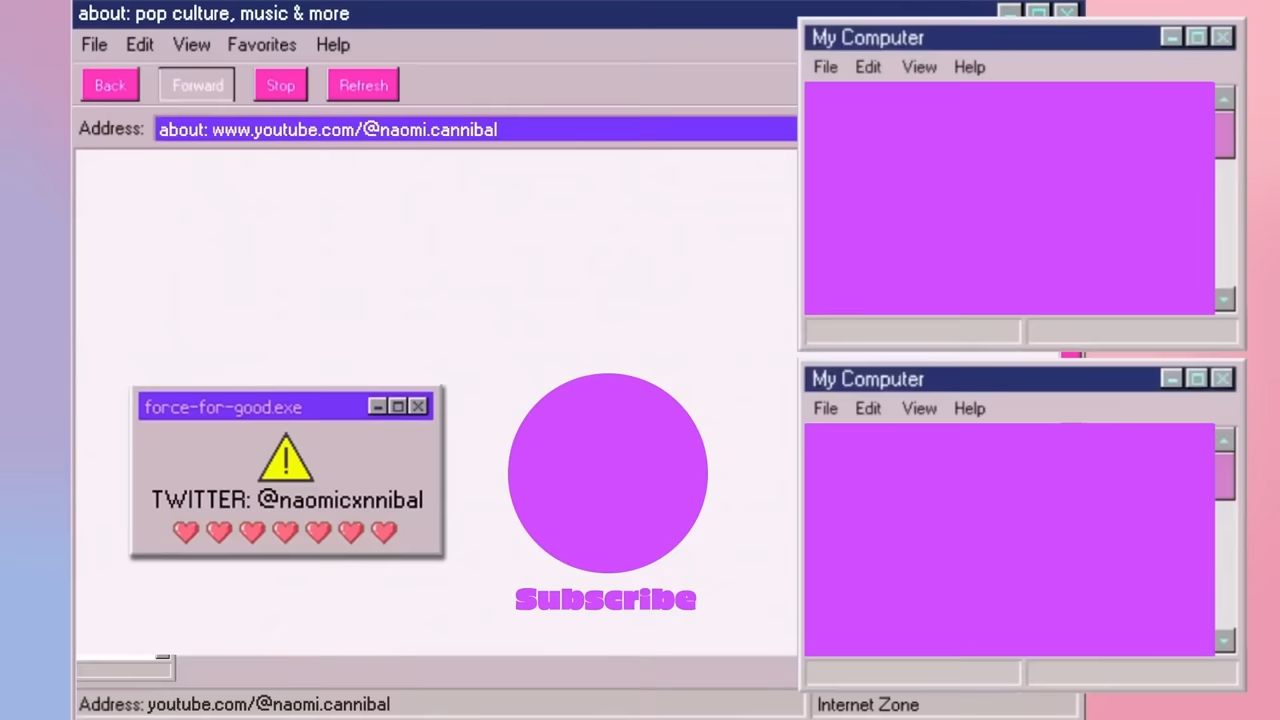 about: pop culture, music & more
File Edit View Favorites Help
Back Forward Stop Refresh
Address: about: www.youtube.com/@naomi.cannibal
force-for-good.exe
TWITTER: @naomicxnnibal
Subscribe
Address: youtube.com/@naomi.cannibal
Internet Zone
My Computer
File Edit View Help
My Computer
File Edit View Help